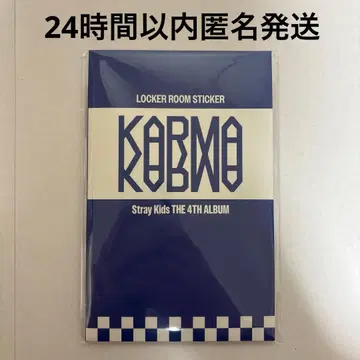 24時間以内匿名発送
LOCKER ROOM STICKER
KARMA
KARMA
Stray Kids THE 4TH ALBUM